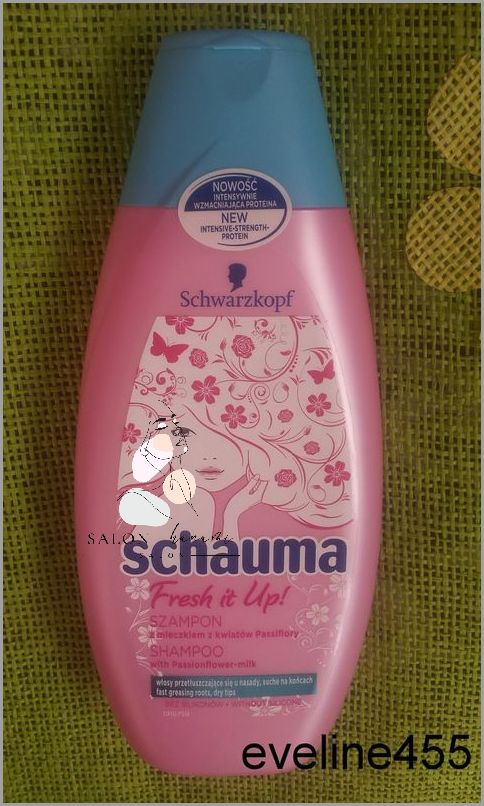 NOWOŚĆ
INTENSYWNIE
WZMACNIAJĄCA PROTEINA
NEW
INTENSIVE-STRENGTH-
PROTEIN
Schwarzkopf
SALON
schauma
Fresh it Up!
SZAMPON
z mleczkiem z kwiatów Passiflory
SHAMPOO
with Passionflower-milk
włosy przetłuszczające się u nasady, suche na końcach
fast greasing roots, dry tips
BEZ SILIKONÓW • WITHOUT SILICONE
eveline455